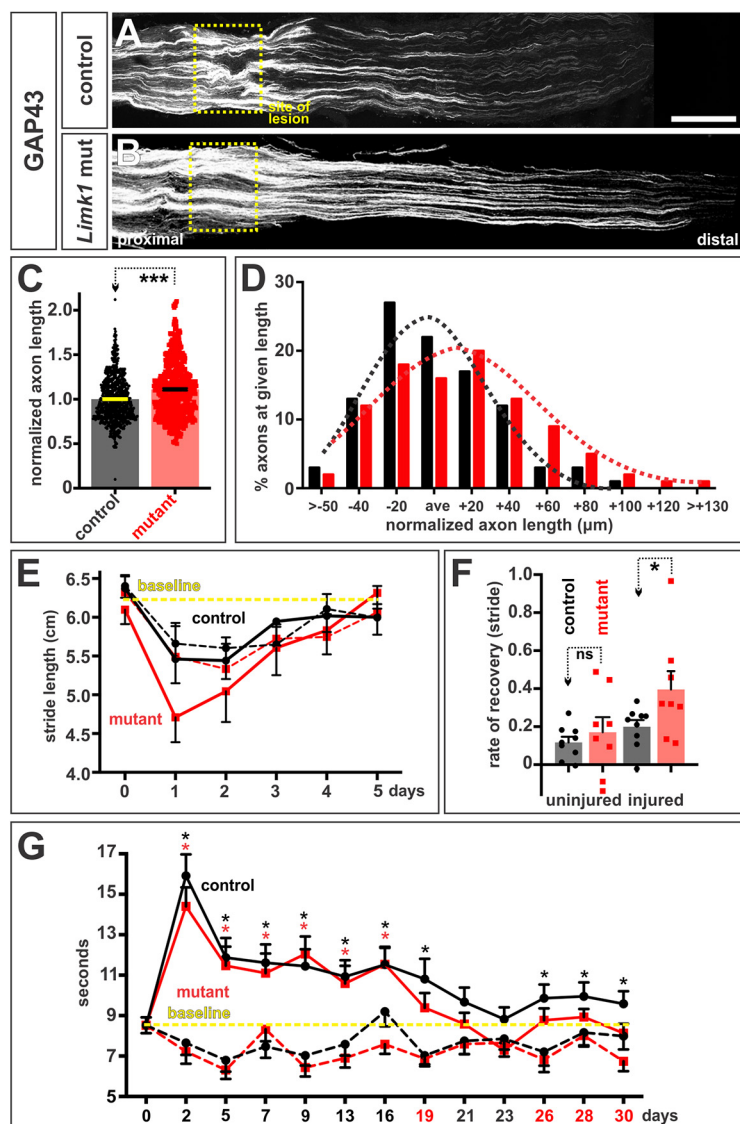 GAP43
control
Limk1 mut
A
site of
lesion
B
proximal
distal
C
***
normalized axon length
2.0
1.5
1.0
0.5
0
control
mutant
D
% axons at given length
30
20
10
0
>-50 -40 -20 ave +20 +40 +60 +80 +100 +120 >+130
normalized axon length (µm)
E
stride length (cm)
6.5
6.0
5.5
5.0
4.5
4.0
baseline
control
mutant
0 1 2 3 4 5 days
F
rate of recovery (stride)
1.0
0.8
0.6
0.4
0.2
0
control
mutant
ns
*
uninjured injured
G
seconds
17
15
13
11
9
7
5
* * * * * * * * * *
* * * * * *
control
mutant
baseline
0 2 5 7 9 13 16 19 21 23 26 28 30 days